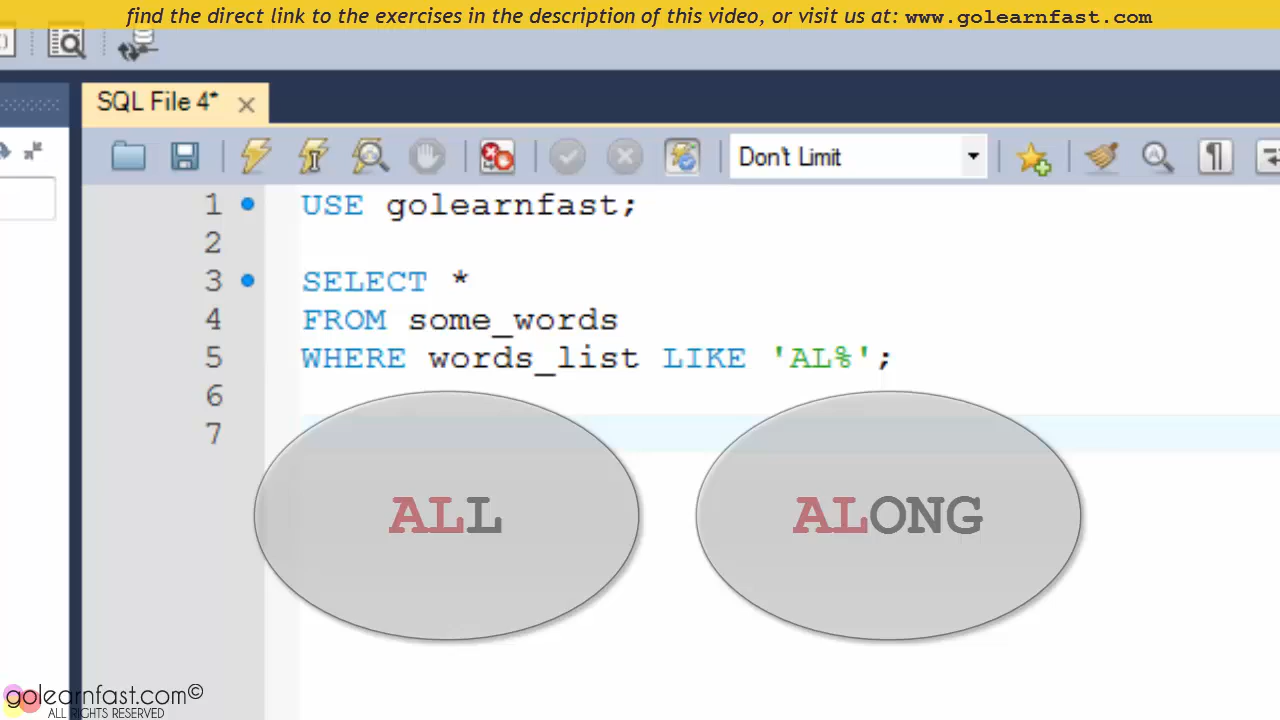 find the direct link to the exercises in the description of this video, or visit us at: www.golearnfast.com
SQL File 4*
Don't Limit
1 USE golearnfast;
2
3 SELECT *
4 FROM some_words
5 WHERE words_list LIKE 'AL%';
6
7
ALL ALONG
golearnfast.com©
ALL RIGHTS RESERVED